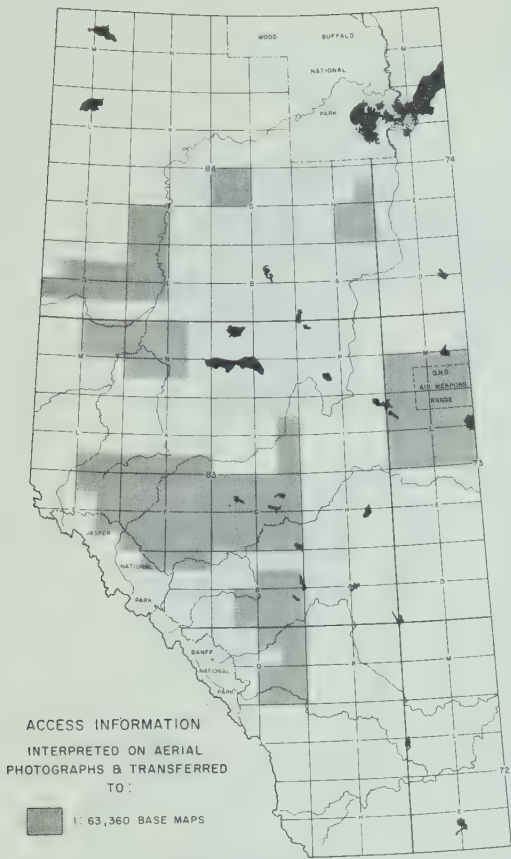 WOOD BUFFALO
NATIONAL
PARK
M
M
L
K
84
74
E
G
H
B
A
D
M
N
P
M
D.N.D.
AIR WEAPONS
RANGE
L
L
83
73
F
G
H
E
JASPER
NATIONAL
PARK
D
BANFF
NATIONAL
PARK
P
M
L
72
H
E
ACCESS INFORMATION
INTERPRETED ON AERIAL
PHOTOGRAPHS & TRANSFERRED
TO:
1: 63,360 BASE MAPS